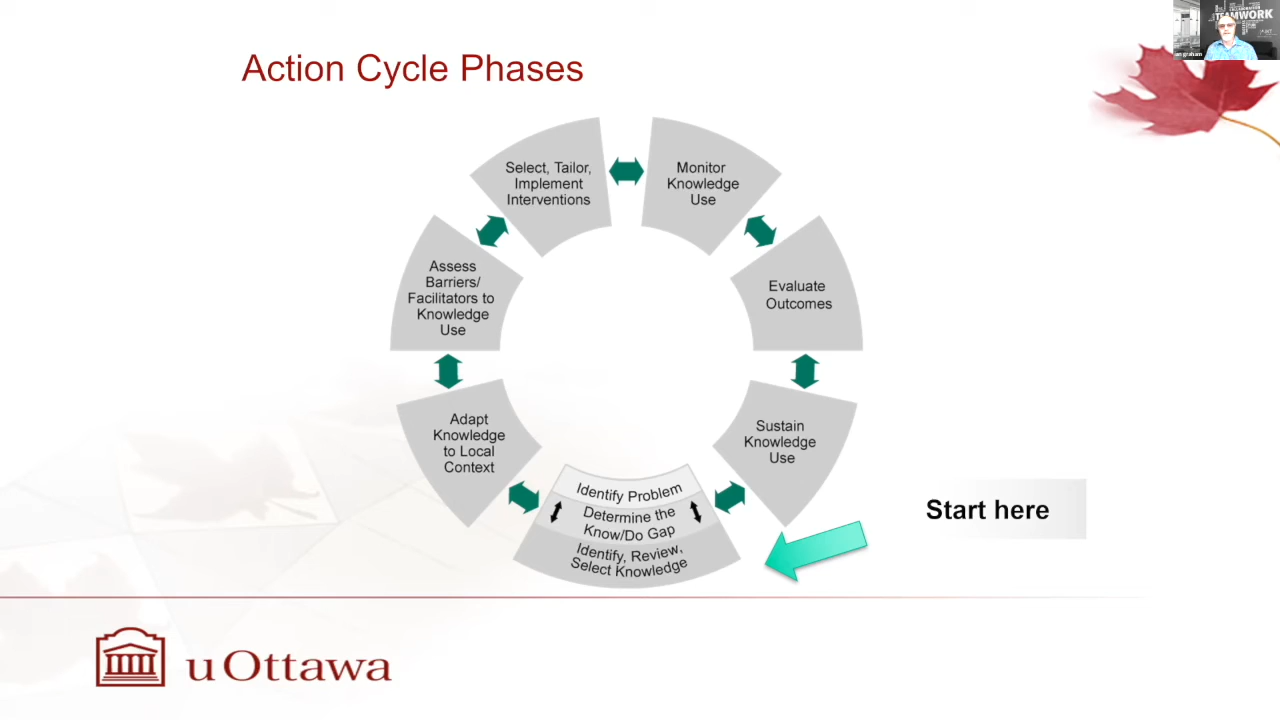 TEAMWORK
Action Cycle Phases
Select, Tailor,
Implement
Interventions
Monitor
Knowledge
Use
Assess
Barriers/
Facilitators to
Knowledge
Use
Evaluate
Outcomes
Adapt
Knowledge
to Local
Context
Sustain
Knowledge
Use
Identify Problem
Determine the
Know/Do Gap
Identify, Review,
Select Knowledge
Start here
uOttawa